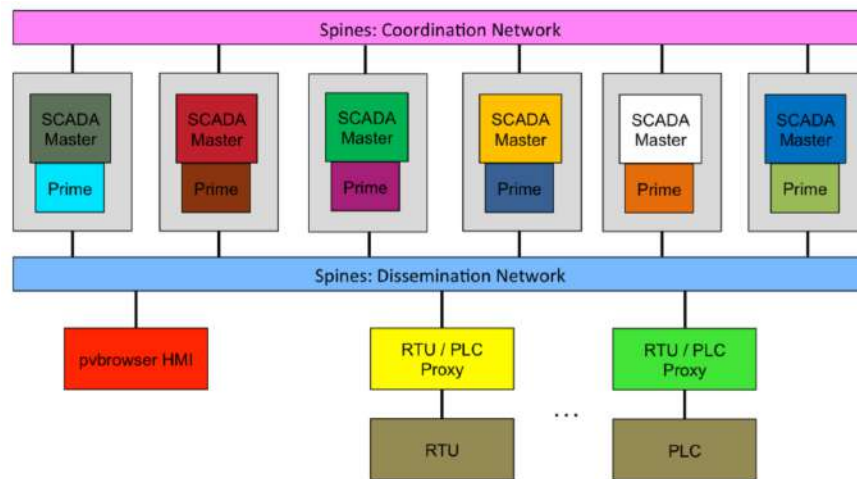 Spines: Coordination Network
SCADA Master
SCADA Master
SCADA Master
SCADA Master
SCADA Master
SCADA Master
Prime
Prime
Prime
Prime
Prime
Prime
Spines: Dissemination Network
pvbrowser HMI
RTU / PLC
Proxy
RTU / PLC
Proxy
...
RTU
PLC